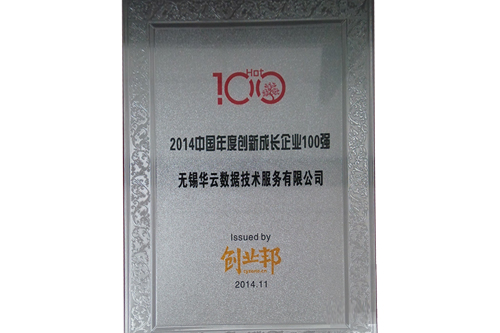 Hot
100
2014中国年度创新成长企业100强
无锡华云数据技术服务有限公司
Issued by
创业邦
2014.11